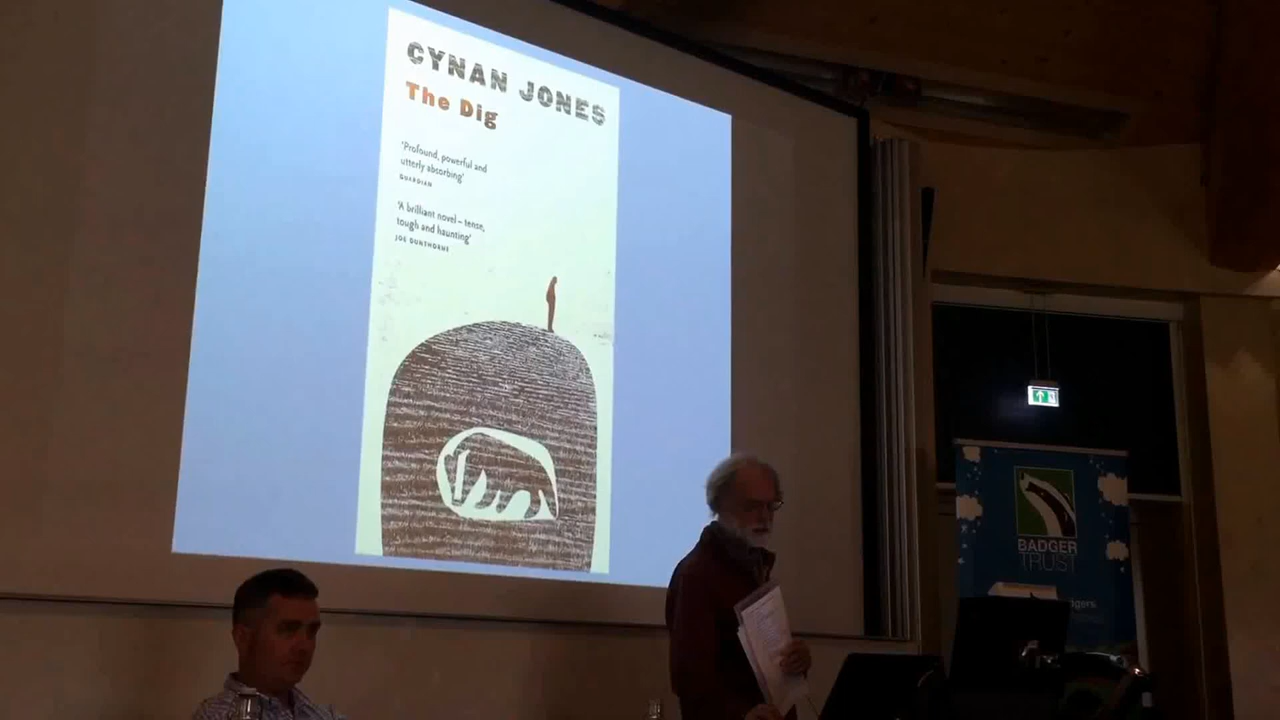 CYNAN JONES
The Dig
'Profound, powerful and
utterly absorbing'
GUARDIAN
'A brilliant novel – tense,
tough and haunting'
JOE DUNTHORNE
BADGER
TRUST